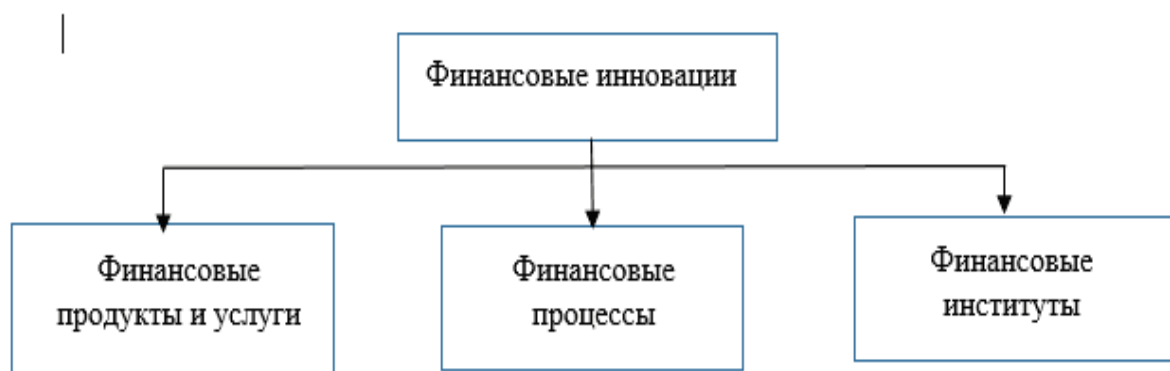 Финансовые инновации
Финансовые
продукты и услуги
Финансовые
процессы
Финансовые
институты